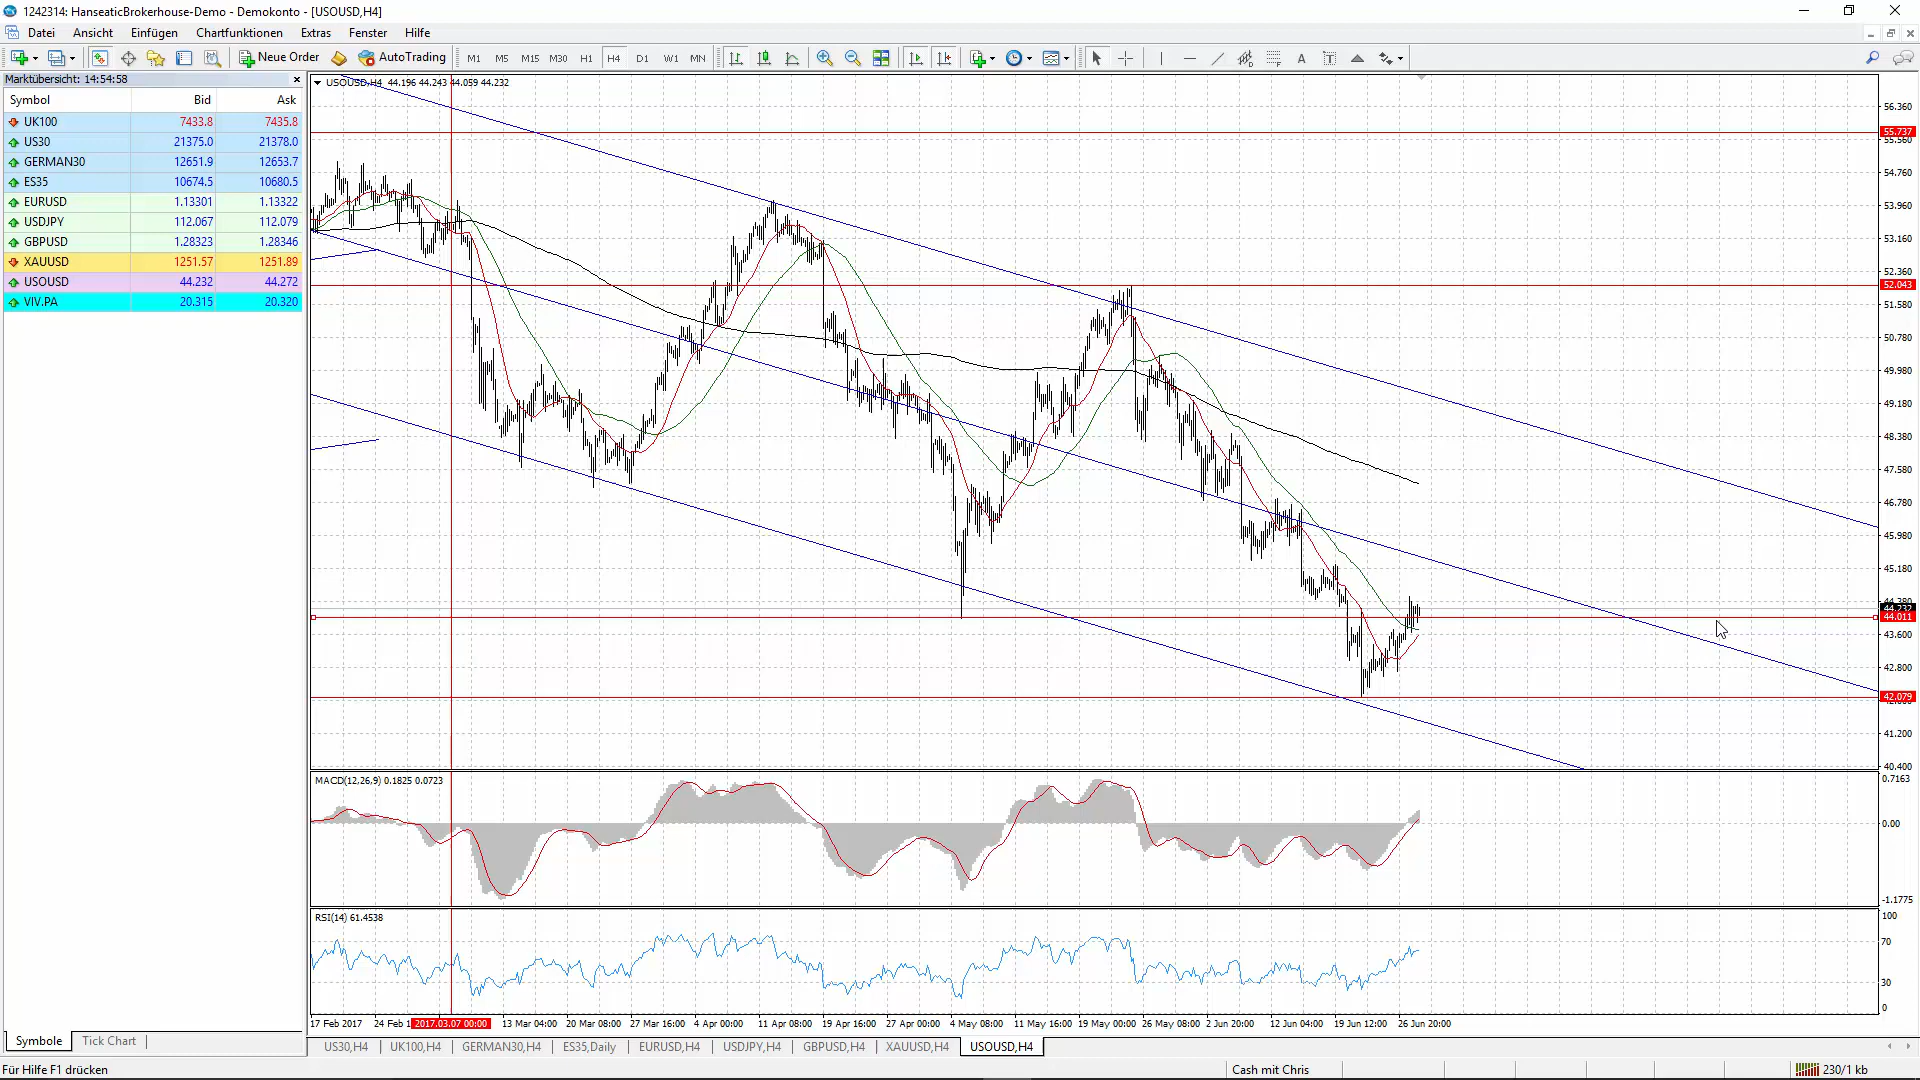 1242314: HanseaticBrokerhouse-Demo - Demokonto - [USOUSD,H4]
Datei Ansicht Einfügen Chartfunktionen Extras Fenster Hilfe
Neue Order AutoTrading M1 M5 M15 M30 H1 H4 D1 W1 MN A T
Marktübersicht: 14:54:58
Symbol Bid Ask
UK100 7433.8 7435.8
US30 21375.0 21378.0
GERMAN30 12651.9 12653.7
ES35 10674.5 10680.5
EURUSD 1.13301 1.13322
USDJPY 112.067 112.079
GBPUSD 1.28323 1.28346
XAUUSD 1251.57 1251.89
USOUSD 44.232 44.272
VIV.PA 20.315 20.320
Symbole Tick Chart
USOUSD,H4 44.196 44.243 44.059 44.232
56.360
55.737
55.560
54.760
53.960
53.160
52.360
52.043
51.580
50.780
49.980
49.180
48.380
47.580
46.780
45.980
45.180
44.380
44.232
44.011
43.600
42.800
42.079
41.200
40.400
MACD(12,26,9) 0.1825 0.0723
0.7163
0.00
-1.1775
RSI(14) 61.4538
100
70
30
0
17 Feb 2017 24 Feb 1 2017.03.07 00:00 13 Mar 04:00 20 Mar 08:00 27 Mar 16:00 4 Apr 00:00 11 Apr 08:00 19 Apr 16:00 27 Apr 00:00 4 May 08:00 11 May 16:00 19 May 00:00 26 May 08:00 2 Jun 20:00 12 Jun 04:00 19 Jun 12:00 26 Jun 20:00
US30,H4 UK100,H4 GERMAN30,H4 ES35,Daily EURUSD,H4 USDJPY,H4 GBPUSD,H4 XAUUSD,H4 USOUSD,H4
Für Hilfe F1 drücken Cash mit Chris 230/1 kb